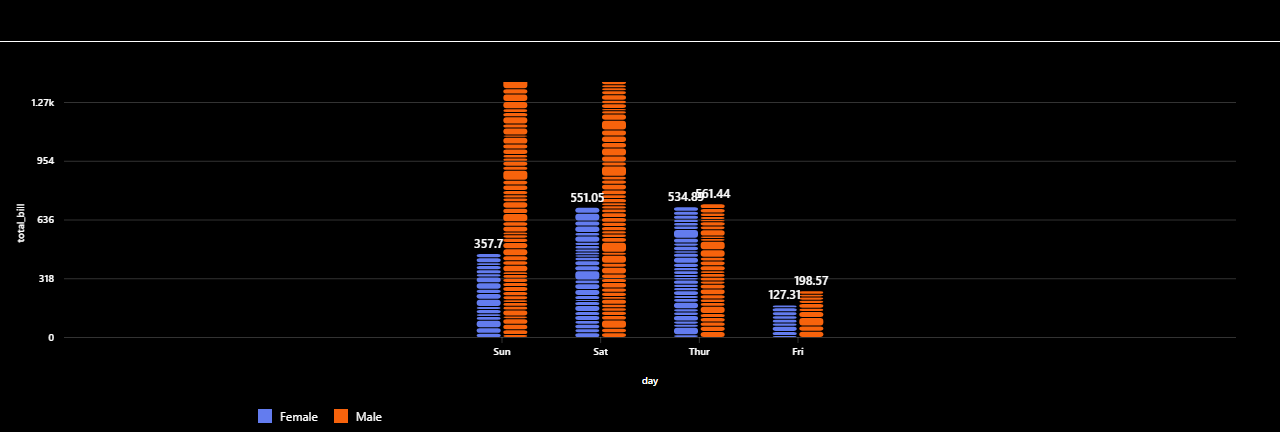 1.27k
954
636
318
0
total_bill
357.7
551.05
534.89
561.44
127.31
198.57
Sun Sat Thur Fri
day
Female Male